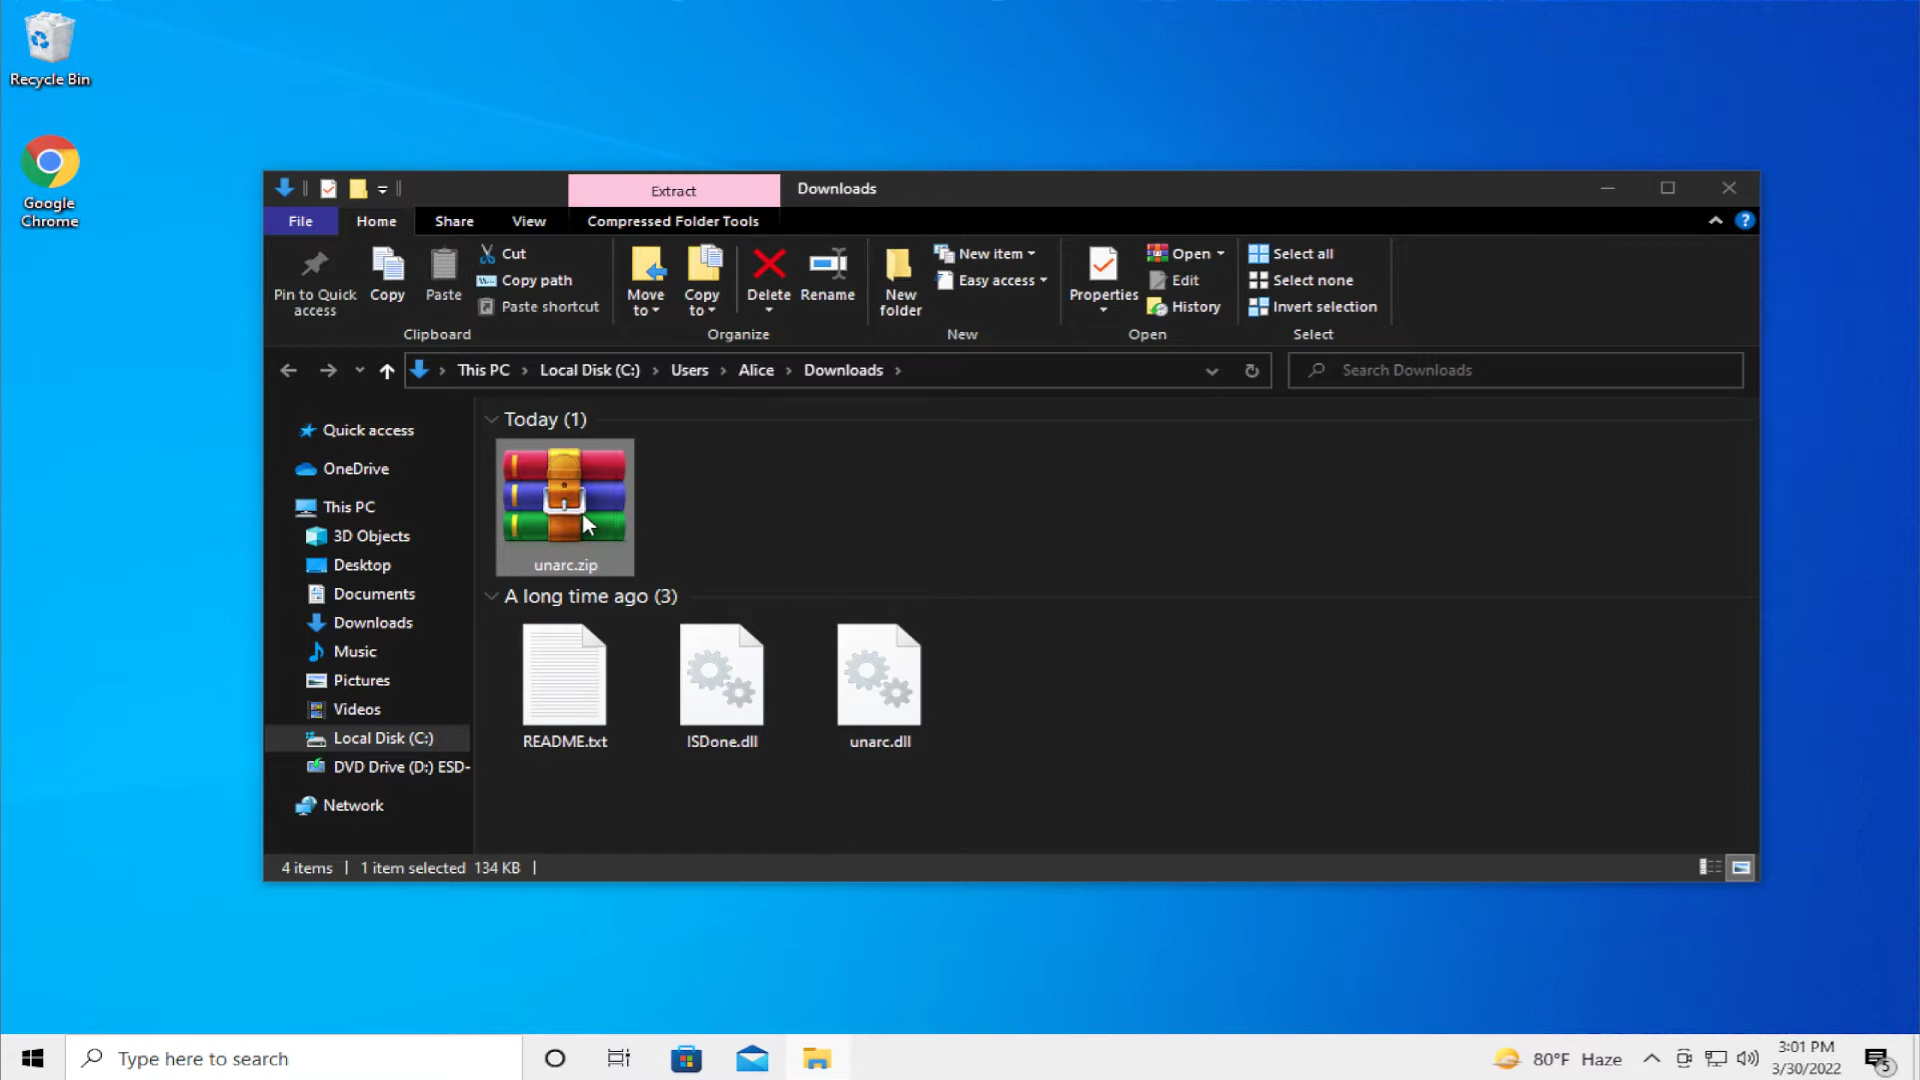 Recycle Bin
Google
Chrome
Extract
Downloads
File
Home
Share
View
Compressed Folder Tools
Pin to Quick
access
Copy
Paste
Cut
Copy path
Paste shortcut
Clipboard
Move
to
Copy
to
Delete
Rename
Organize
New
folder
New item
Easy access
New
Properties
Open
Edit
History
Open
Select all
Select none
Invert selection
Select
This PC
Local Disk (C:)
Users
Alice
Downloads
Search Downloads
Quick access
OneDrive
This PC
3D Objects
Desktop
Documents
Downloads
Music
Pictures
Videos
Local Disk (C:)
DVD Drive (D:) ESD-
Network
Today (1)
unarc.zip
A long time ago (3)
README.txt
ISDone.dll
unarc.dll
4 items
1 item selected 134 KB
Type here to search
80°F Haze
3:01 PM
3/30/2022
5